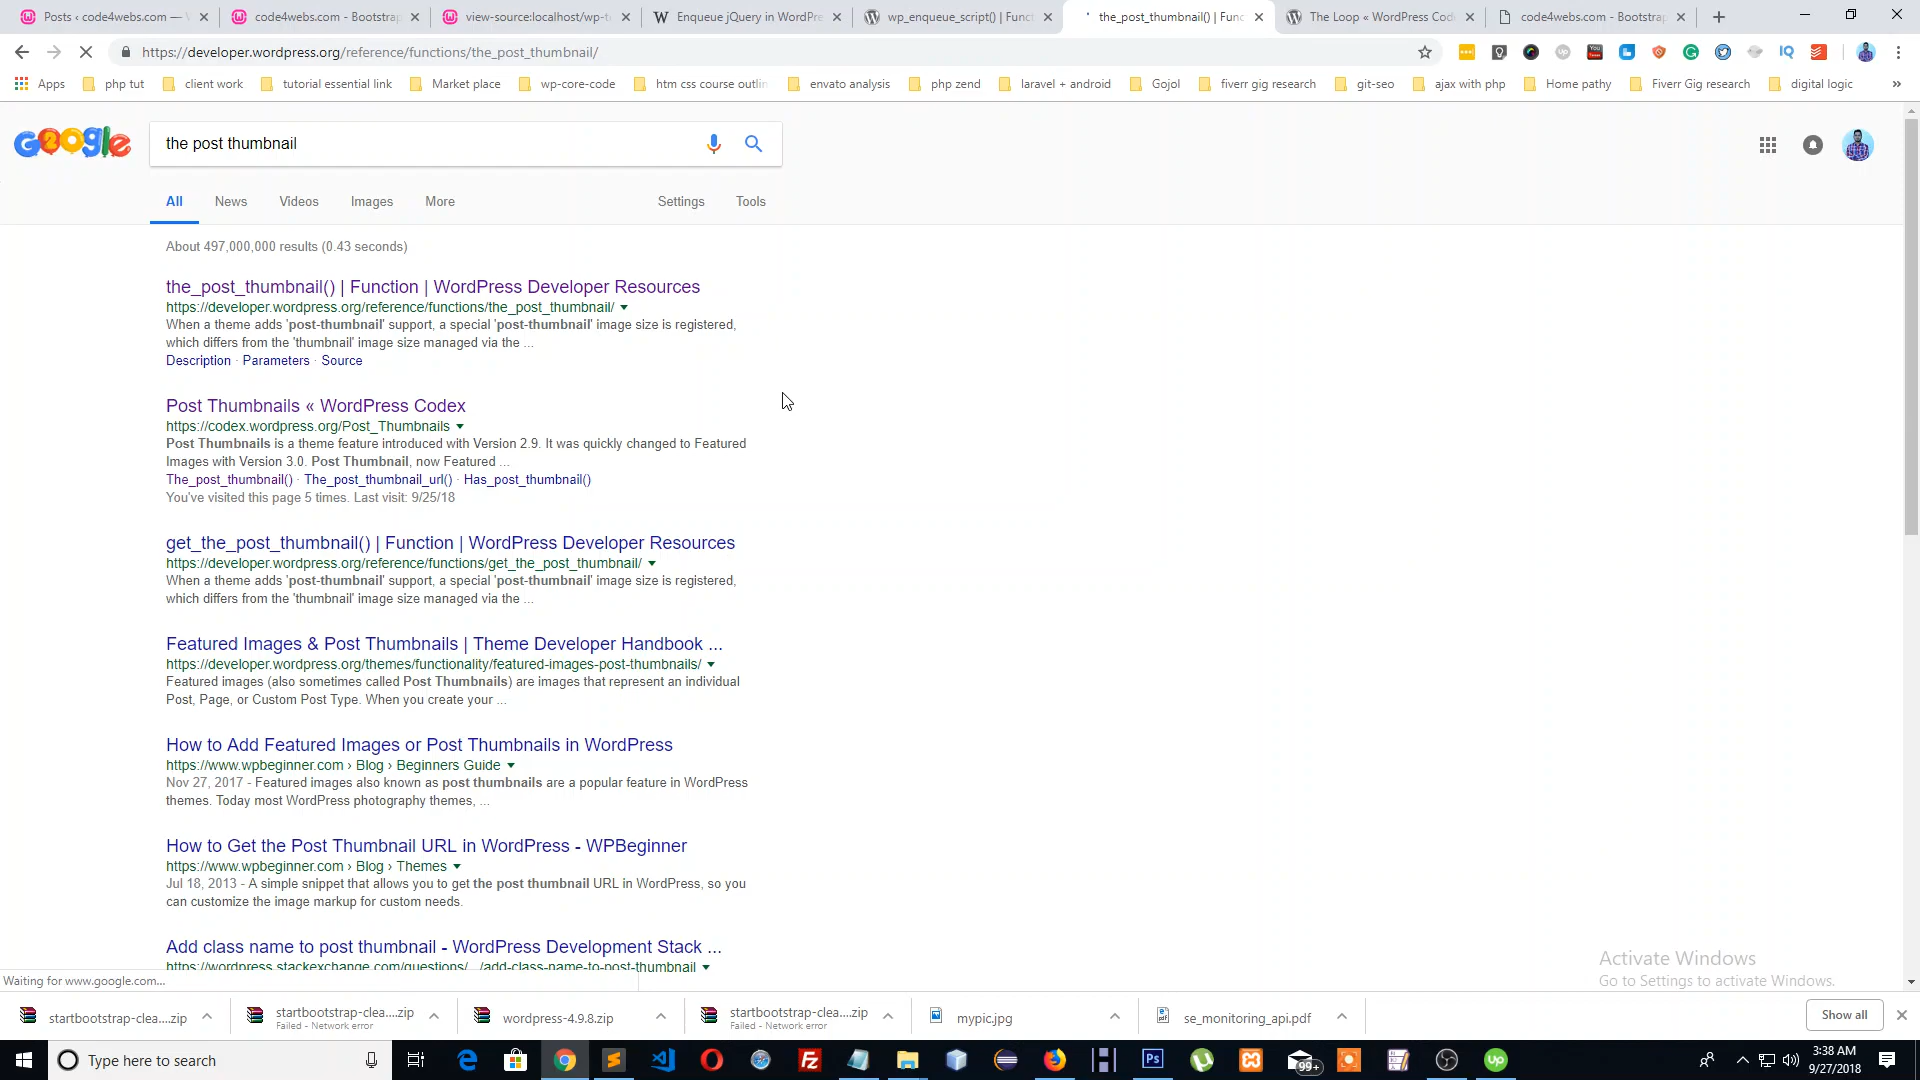 Posts ‹ code4webs.com —
code4webs.com - Bootstrap
view-source:localhost/wp-t
Enqueue jQuery in WordPre
wp_enqueue_script() | Funct
the_post_thumbnail() | Func
The Loop « WordPress Cod
code4webs.com - Bootstrap
https://developer.wordpress.org/reference/functions/the_post_thumbnail/
Apps
php tut
client work
tutorial essential link
Market place
wp-core-code
htm css course outlin
envato analysis
php zend
laravel + android
Gojol
fiverr gig research
git-seo
ajax with php
Home pathy
Fiverr Gig research
digital logic
»
Google
the post thumbnail
All
News
Videos
Images
More
Settings
Tools
About 497,000,000 results (0.43 seconds)
the_post_thumbnail() | Function | WordPress Developer Resources
https://developer.wordpress.org/reference/functions/the_post_thumbnail/
When a theme adds 'post-thumbnail' support, a special 'post-thumbnail' image size is registered,
which differs from the 'thumbnail' image size managed via the ...
Description · Parameters · Source
Post Thumbnails « WordPress Codex
https://codex.wordpress.org/Post_Thumbnails
Post Thumbnails is a theme feature introduced with Version 2.9. It was quickly changed to Featured
Images with Version 3.0. Post Thumbnail, now Featured ...
The_post_thumbnail() · The_post_thumbnail_url() · Has_post_thumbnail()
You've visited this page 5 times. Last visit: 9/25/18
get_the_post_thumbnail() | Function | WordPress Developer Resources
https://developer.wordpress.org/reference/functions/get_the_post_thumbnail/
When a theme adds 'post-thumbnail' support, a special 'post-thumbnail' image size is registered,
which differs from the 'thumbnail' image size managed via the ...
Featured Images & Post Thumbnails | Theme Developer Handbook ...
https://developer.wordpress.org/themes/functionality/featured-images-post-thumbnails/
Featured images (also sometimes called Post Thumbnails) are images that represent an individual
Post, Page, or Custom Post Type. When you create your ...
How to Add Featured Images or Post Thumbnails in WordPress
https://www.wpbeginner.com › Blog › Beginners Guide
Nov 27, 2017 - Featured images also known as post thumbnails are a popular feature in WordPress
themes. Today most WordPress photography themes, ...
How to Get the Post Thumbnail URL in WordPress - WPBeginner
https://www.wpbeginner.com › Blog › Themes
Jul 18, 2013 - A simple snippet that allows you to get the post thumbnail URL in WordPress, so you
can customize the image markup for custom needs.
Add class name to post thumbnail - WordPress Development Stack ...
https://wordpress.stackexchange.com/questions/.../add-class-name-to-post-thumbnail
Activate Windows
Go to Settings to activate Windows.
Waiting for www.google.com...
startbootstrap-clea....zip
startbootstrap-clea....zip
Failed - Network error
wordpress-4.9.8.zip
startbootstrap-clea....zip
Failed - Network error
mypic.jpg
se_monitoring_api.pdf
Show all
Type here to search
Fz
Ps
99+
up
3:38 AM
9/27/2018